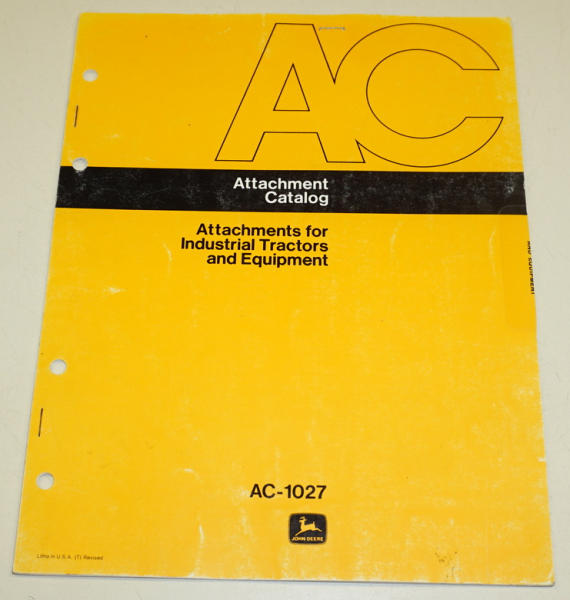 AC
Attachment
Catalog
Attachments for
Industrial Tractors
and Equipment
AC-1027
JOHN DEERE
Litho in U.S.A. (T) Revised